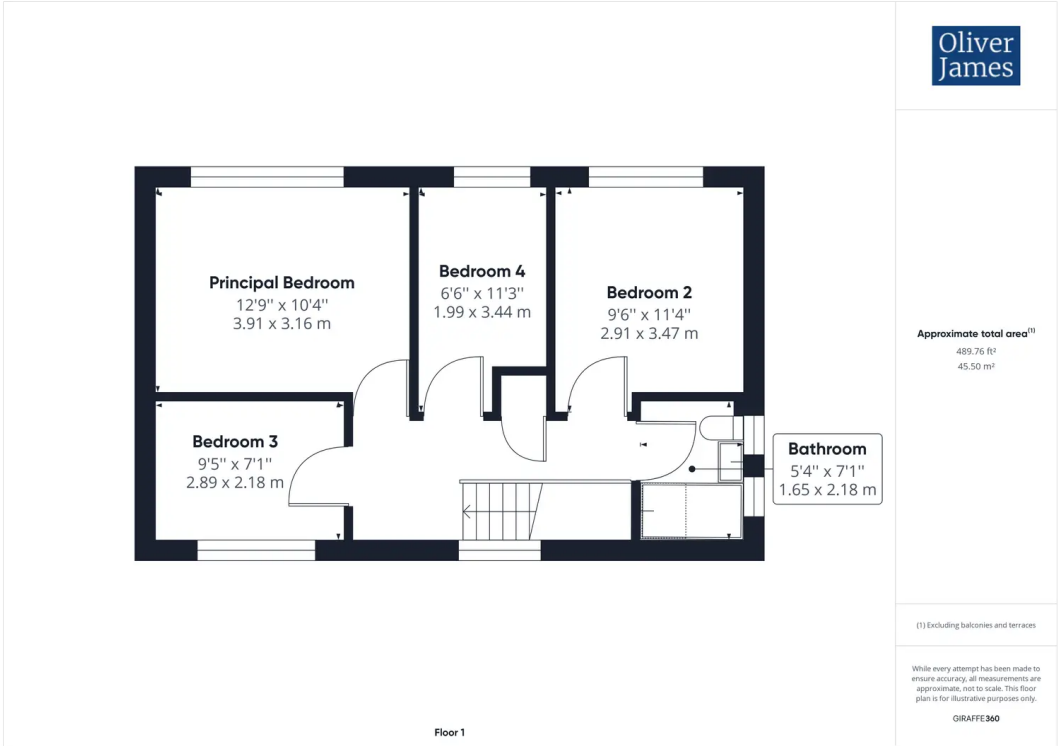 Oliver
James
Principal Bedroom
12'9'' x 10'4''
3.91 x 3.16 m
Bedroom 4
6'6'' x 11'3''
1.99 x 3.44 m
Bedroom 2
9'6'' x 11'4''
2.91 x 3.47 m
Bedroom 3
9'5'' x 7'1''
2.89 x 2.18 m
Bathroom
5'4'' x 7'1''
1.65 x 2.18 m
Floor 1
Approximate total area(1)
489.76 ft²
45.50 m²
(1) Excluding balconies and terraces
While every attempt has been made to
ensure accuracy, all measurements are
approximate, not to scale. This floor
plan is for illustrative purposes only.
GIRAFFE360